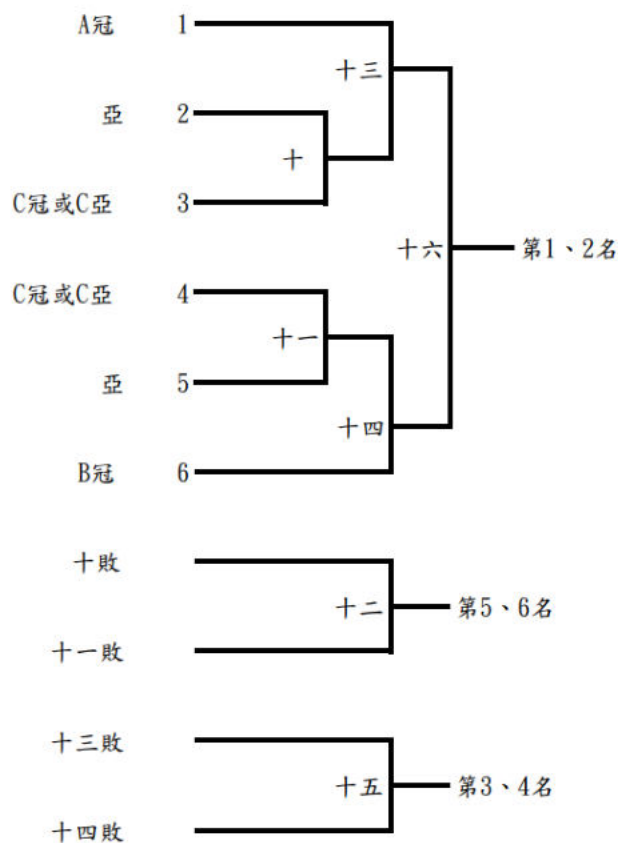 A冠 1
十三
亞 2
十
C冠或C亞 3
十六 第1、2名
C冠或C亞 4
十一
亞 5
十四
B冠 6
十敗
十二 第5、6名
十一敗
十三敗
十五 第3、4名
十四敗